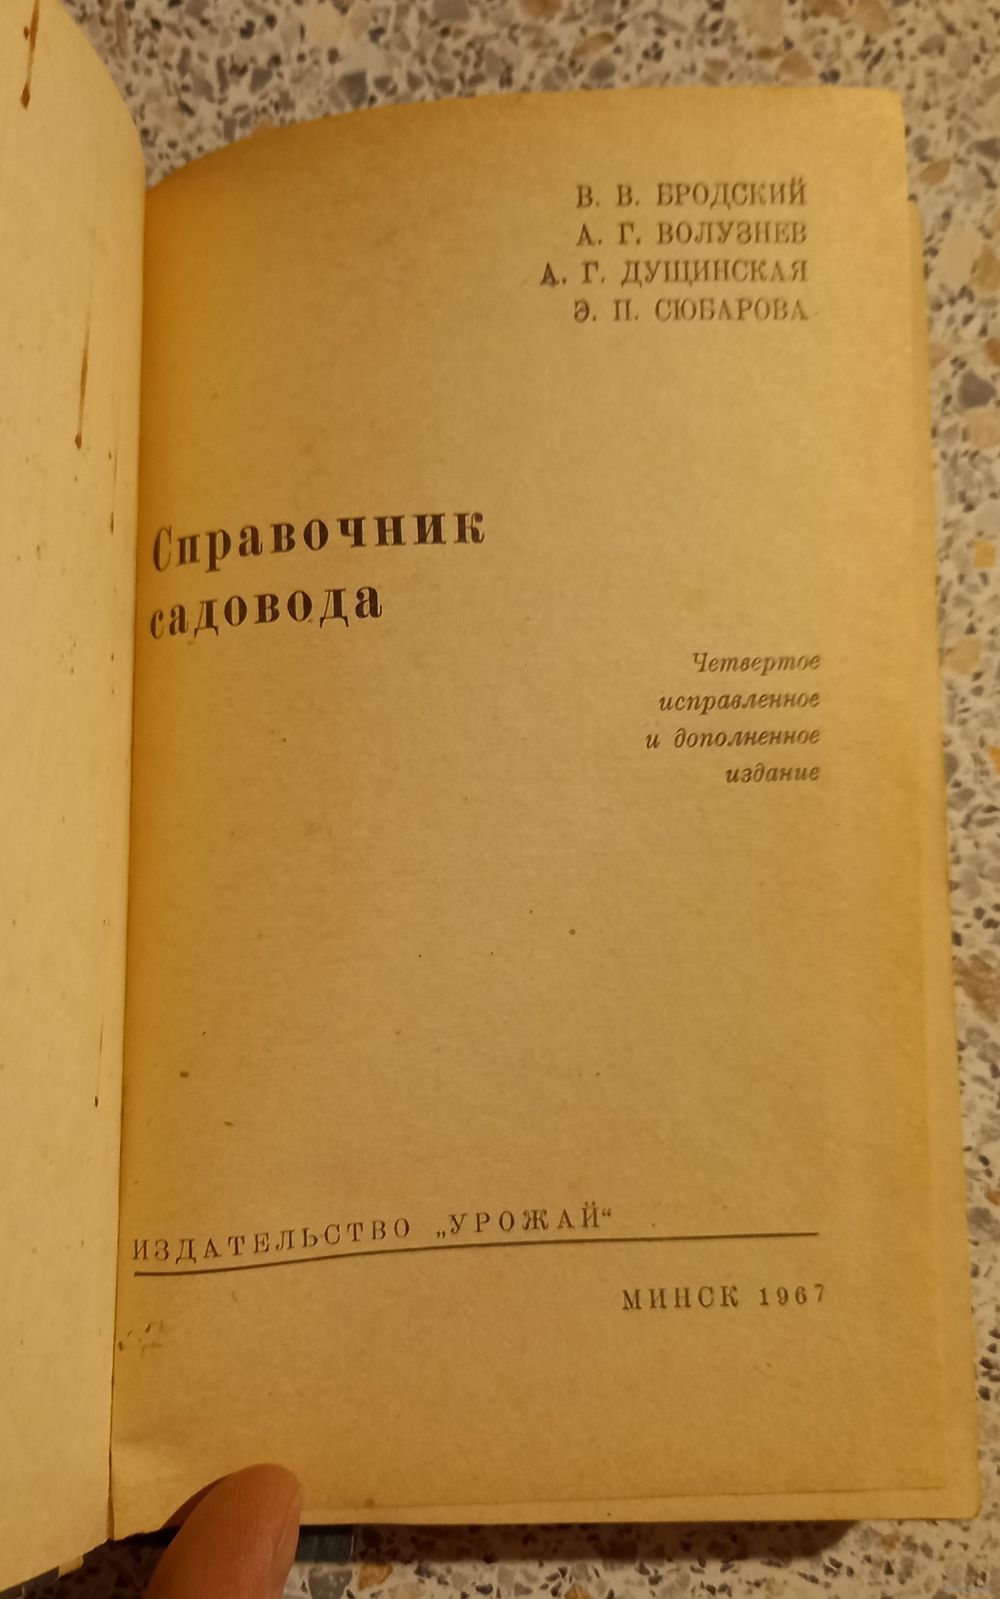 В. В. БРОДСКИЙ
А. Г. ВОЛУЗНЕВ
А. Г. ДУЩИНСКАЯ
Э. П. СЮБАРОВА
Справочник
садовода
Четвертое
исправленное
и дополненное
издание
ИЗДАТЕЛЬСТВО „УРОЖАЙ“
МИНСК 1967